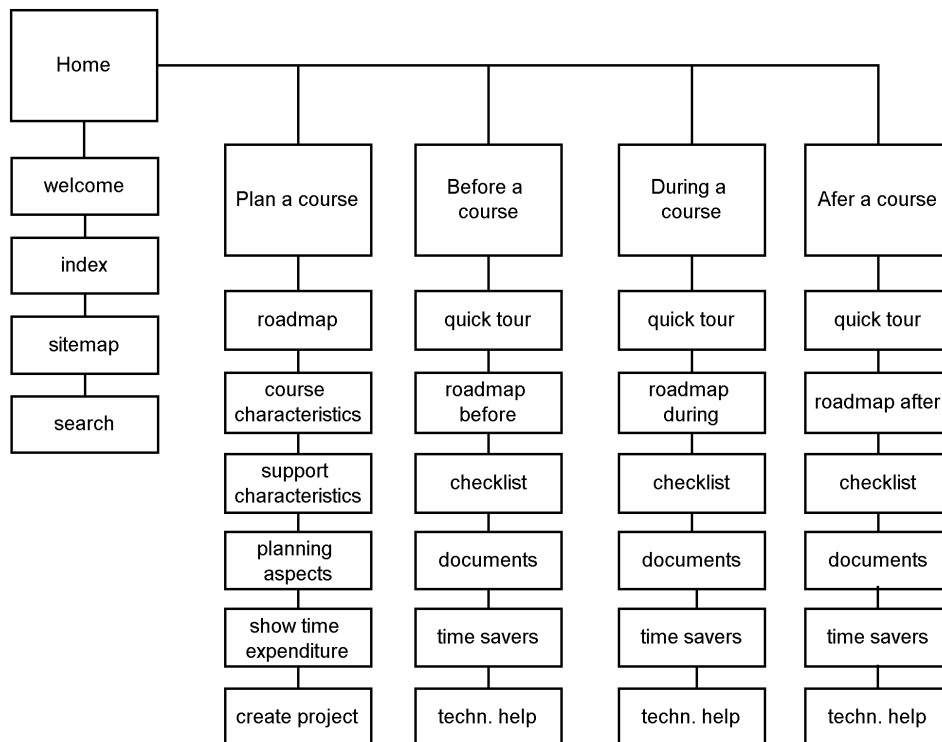 Home
welcome
index
sitemap
search
Plan a course
roadmap
course
characteristics
support
characteristics
planning
aspects
show time
expenditure
create project
Before a
course
quick tour
roadmap
before
checklist
documents
time savers
techn. help
During a
course
quick tour
roadmap
during
checklist
documents
time savers
techn. help
Afer a course
quick tour
roadmap after
checklist
documents
time savers
techn. help